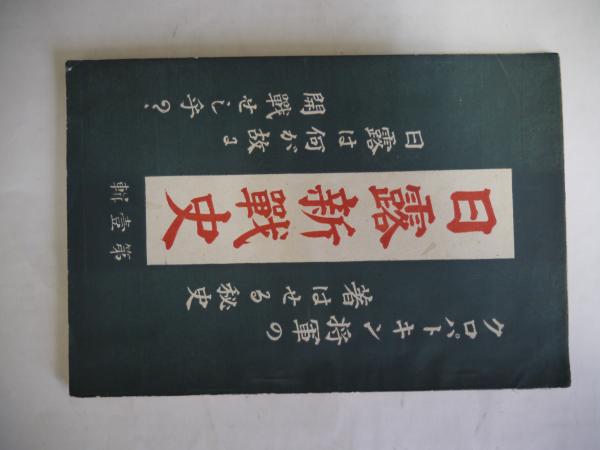 クロパトキン将軍の
著はせる秘史
日露新戰史
第壹輯
日露は何が故に
開戰せし乎?